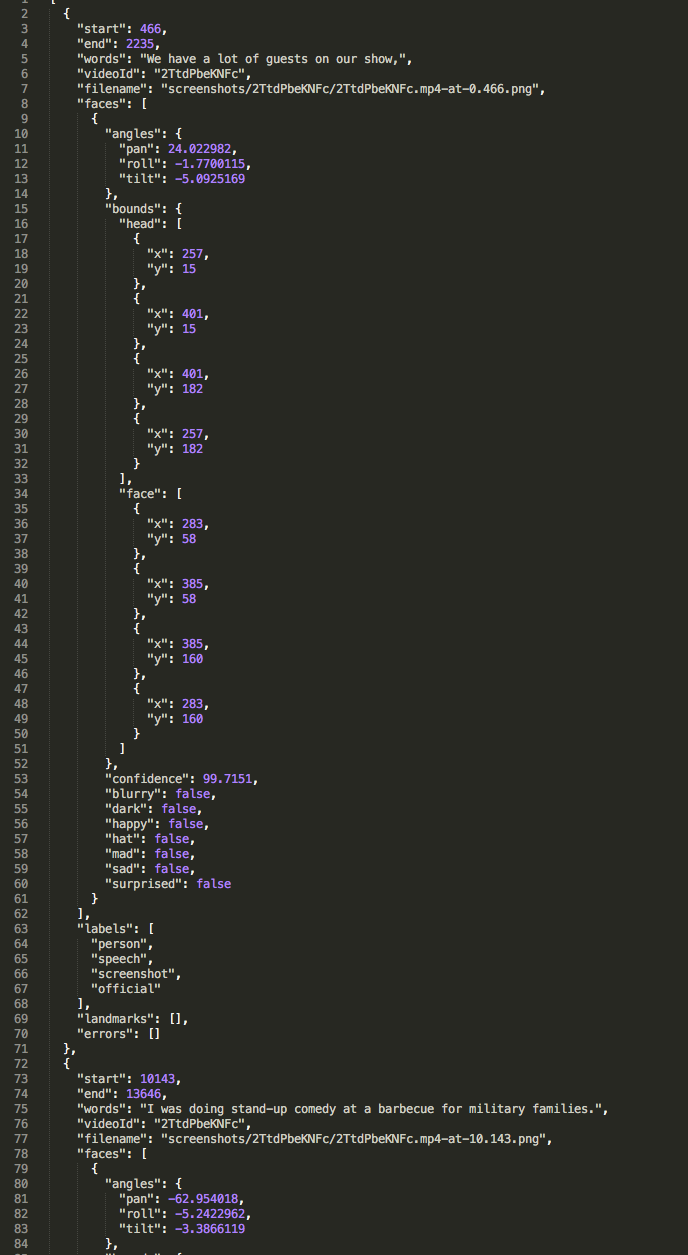 1 [
2 {
3 "start": 466,
4 "end": 2235,
5 "words": "We have a lot of guests on our show,",
6 "videoId": "2TtdPbeKNFc",
7 "filename": "screenshots/2TtdPbeKNFc/2TtdPbeKNFc.mp4-at-0.466.png",
8 "faces": [
9 {
10 "angles": {
11 "pan": 24.022982,
12 "roll": -1.7700115,
13 "tilt": -5.0925169
14 },
15 "bounds": {
16 "head": [
17 {
18 "x": 257,
19 "y": 15
20 },
21 {
22 "x": 401,
23 "y": 15
24 },
25 {
26 "x": 401,
27 "y": 182
28 },
29 {
30 "x": 257,
31 "y": 182
32 }
33 ],
34 "face": [
35 {
36 "x": 283,
37 "y": 58
38 },
39 {
40 "x": 385,
41 "y": 58
42 },
43 {
44 "x": 385,
45 "y": 160
46 },
47 {
48 "x": 283,
49 "y": 160
50 }
51 ]
52 },
53 "confidence": 99.7151,
54 "blurry": false,
55 "dark": false,
56 "happy": false,
57 "hat": false,
58 "mad": false,
59 "sad": false,
60 "surprised": false
61 }
62 ],
63 "labels": [
64 "person",
65 "speech",
66 "screenshot",
67 "official"
68 ],
69 "landmarks": [],
70 "errors": []
71 },
72 {
73 "start": 10143,
74 "end": 13646,
75 "words": "I was doing stand-up comedy at a barbecue for military families.",
76 "videoId": "2TtdPbeKNFc",
77 "filename": "screenshots/2TtdPbeKNFc/2TtdPbeKNFc.mp4-at-10.143.png",
78 "faces": [
79 {
80 "angles": {
81 "pan": -62.954018,
82 "roll": -5.2422962,
83 "tilt": -3.3866119
84 },